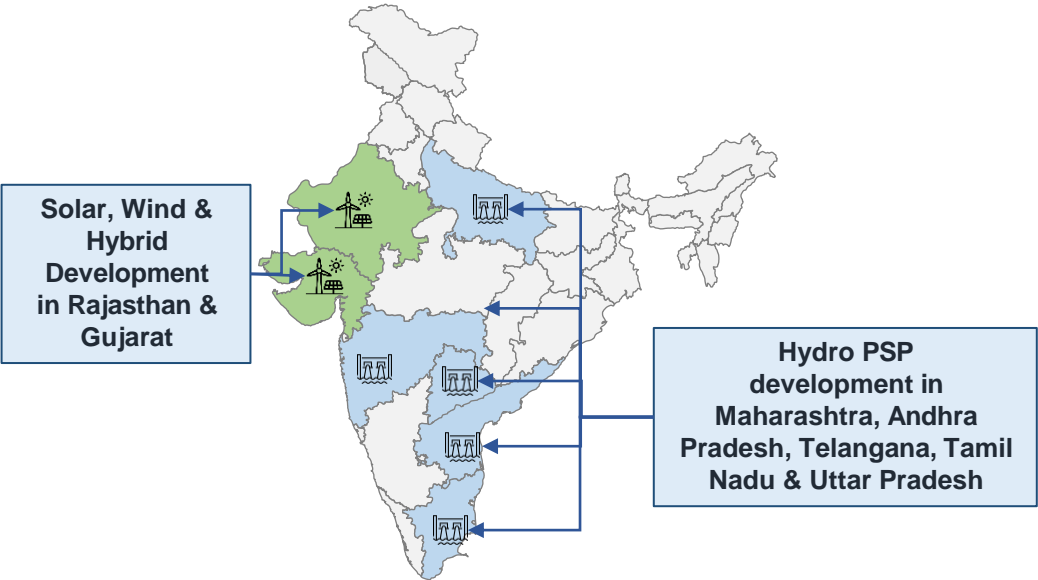 Solar, Wind &
Hybrid
Development
in Rajasthan &
Gujarat
Hydro PSP
development in
Maharashtra, Andhra
Pradesh, Telangana, Tamil
Nadu & Uttar Pradesh